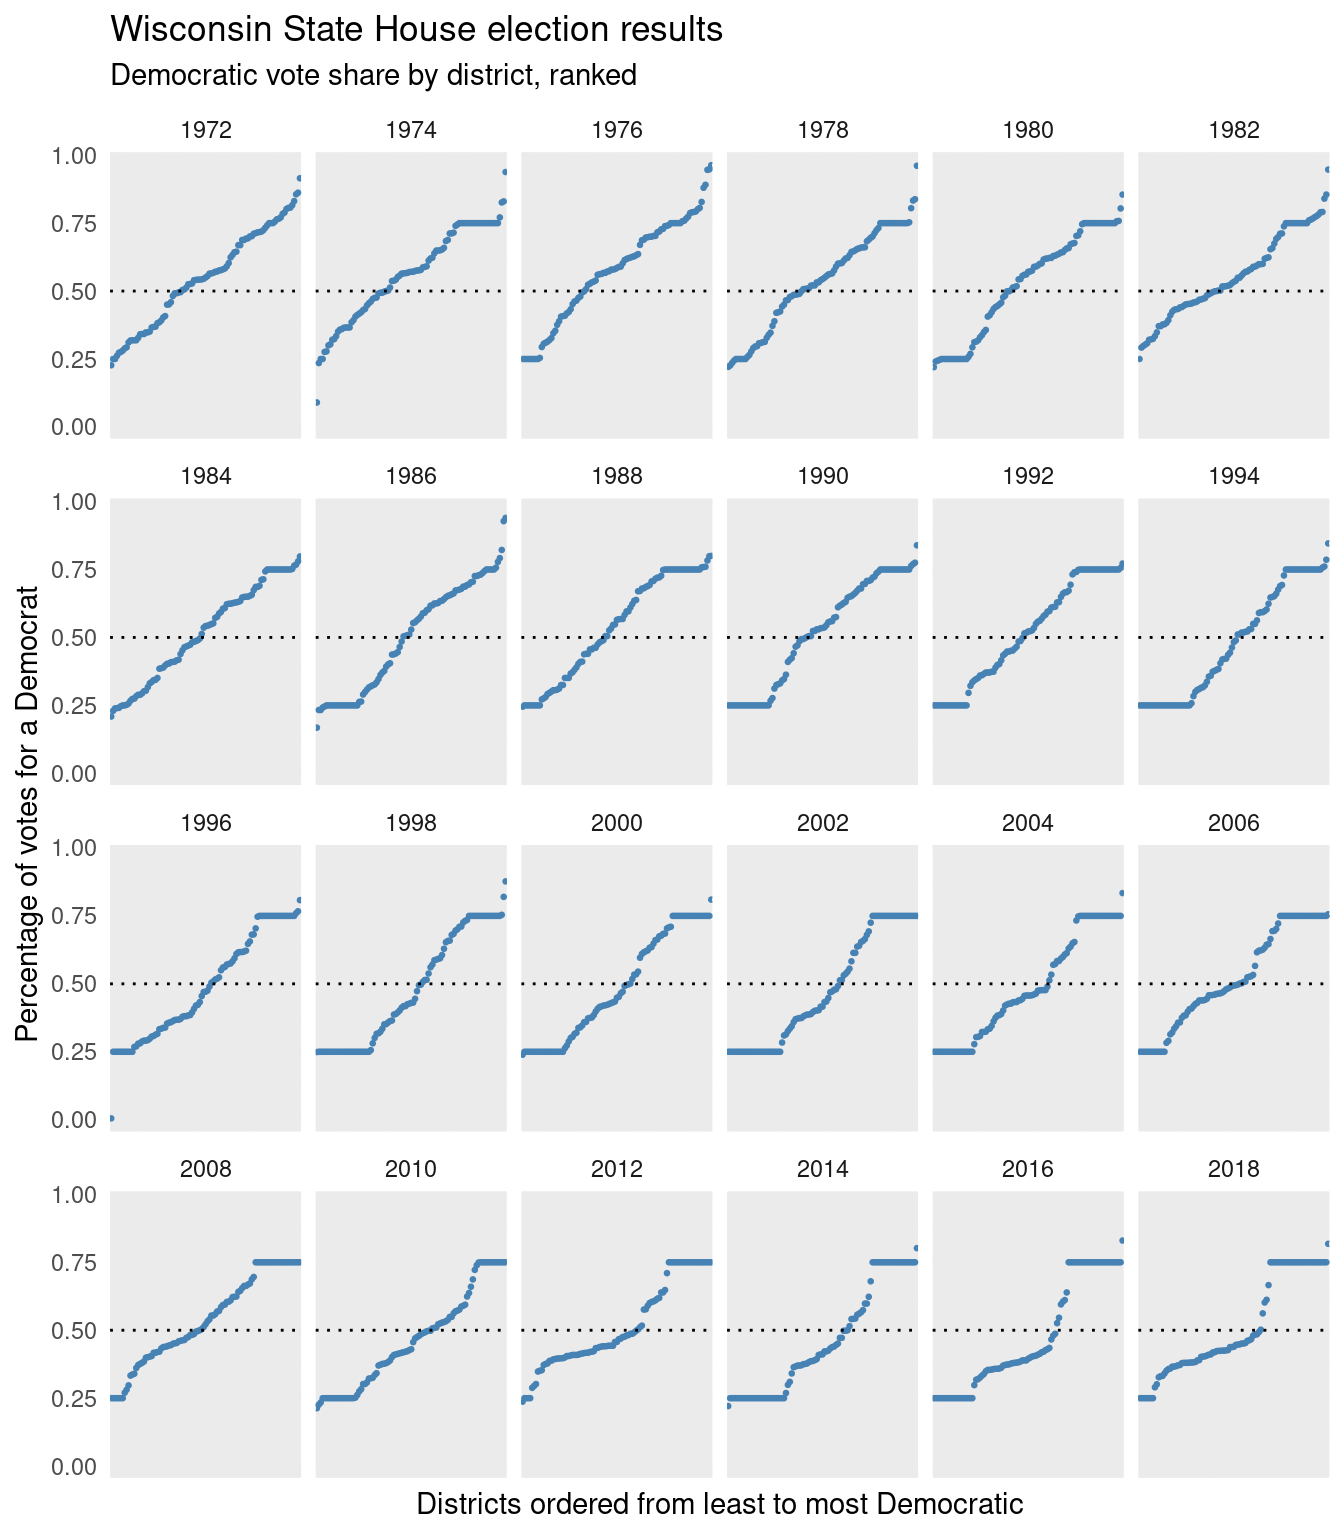 Wisconsin State House election results
Democratic vote share by district, ranked
1972 1974 1976 1978 1980 1982
1.00
0.75
0.50
0.25
0.00
1984 1986 1988 1990 1992 1994
1.00
0.75
0.50
0.25
0.00
Percentage of votes for a Democrat
1996 1998 2000 2002 2004 2006
1.00
0.75
0.50
0.25
0.00
2008 2010 2012 2014 2016 2018
1.00
0.75
0.50
0.25
0.00
Districts ordered from least to most Democratic